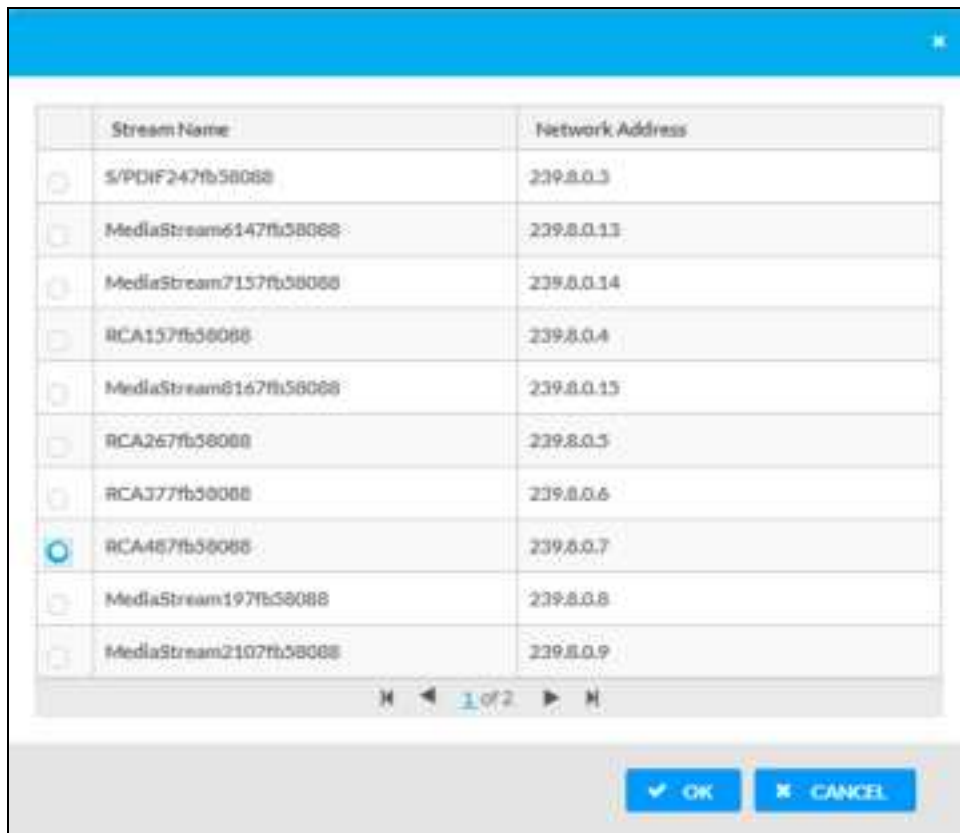 Stream Name Network Address
S/PDIF247fb58088 239.8.0.3
MediaStream6147fb58088 239.8.0.13
MediaStream7157fb58088 239.8.0.14
RCA157fb58088 239.8.0.4
MediaStream8167fb58088 239.8.0.15
RCA267fb58088 239.8.0.5
RCA377fb58088 239.8.0.6
RCA487fb58088 239.8.0.7
MediaStream197fb58088 239.8.0.8
MediaStream2107fb58088 239.8.0.9
1 of 2
OK CANCEL